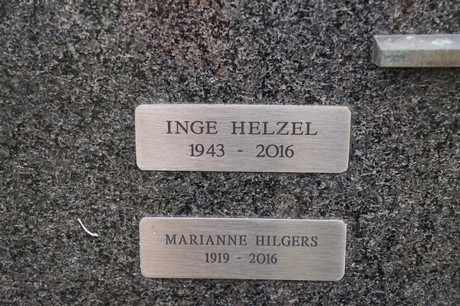 INGE HELZEL
1943 - 2016
MARIANNE HILGERS
1919 - 2016